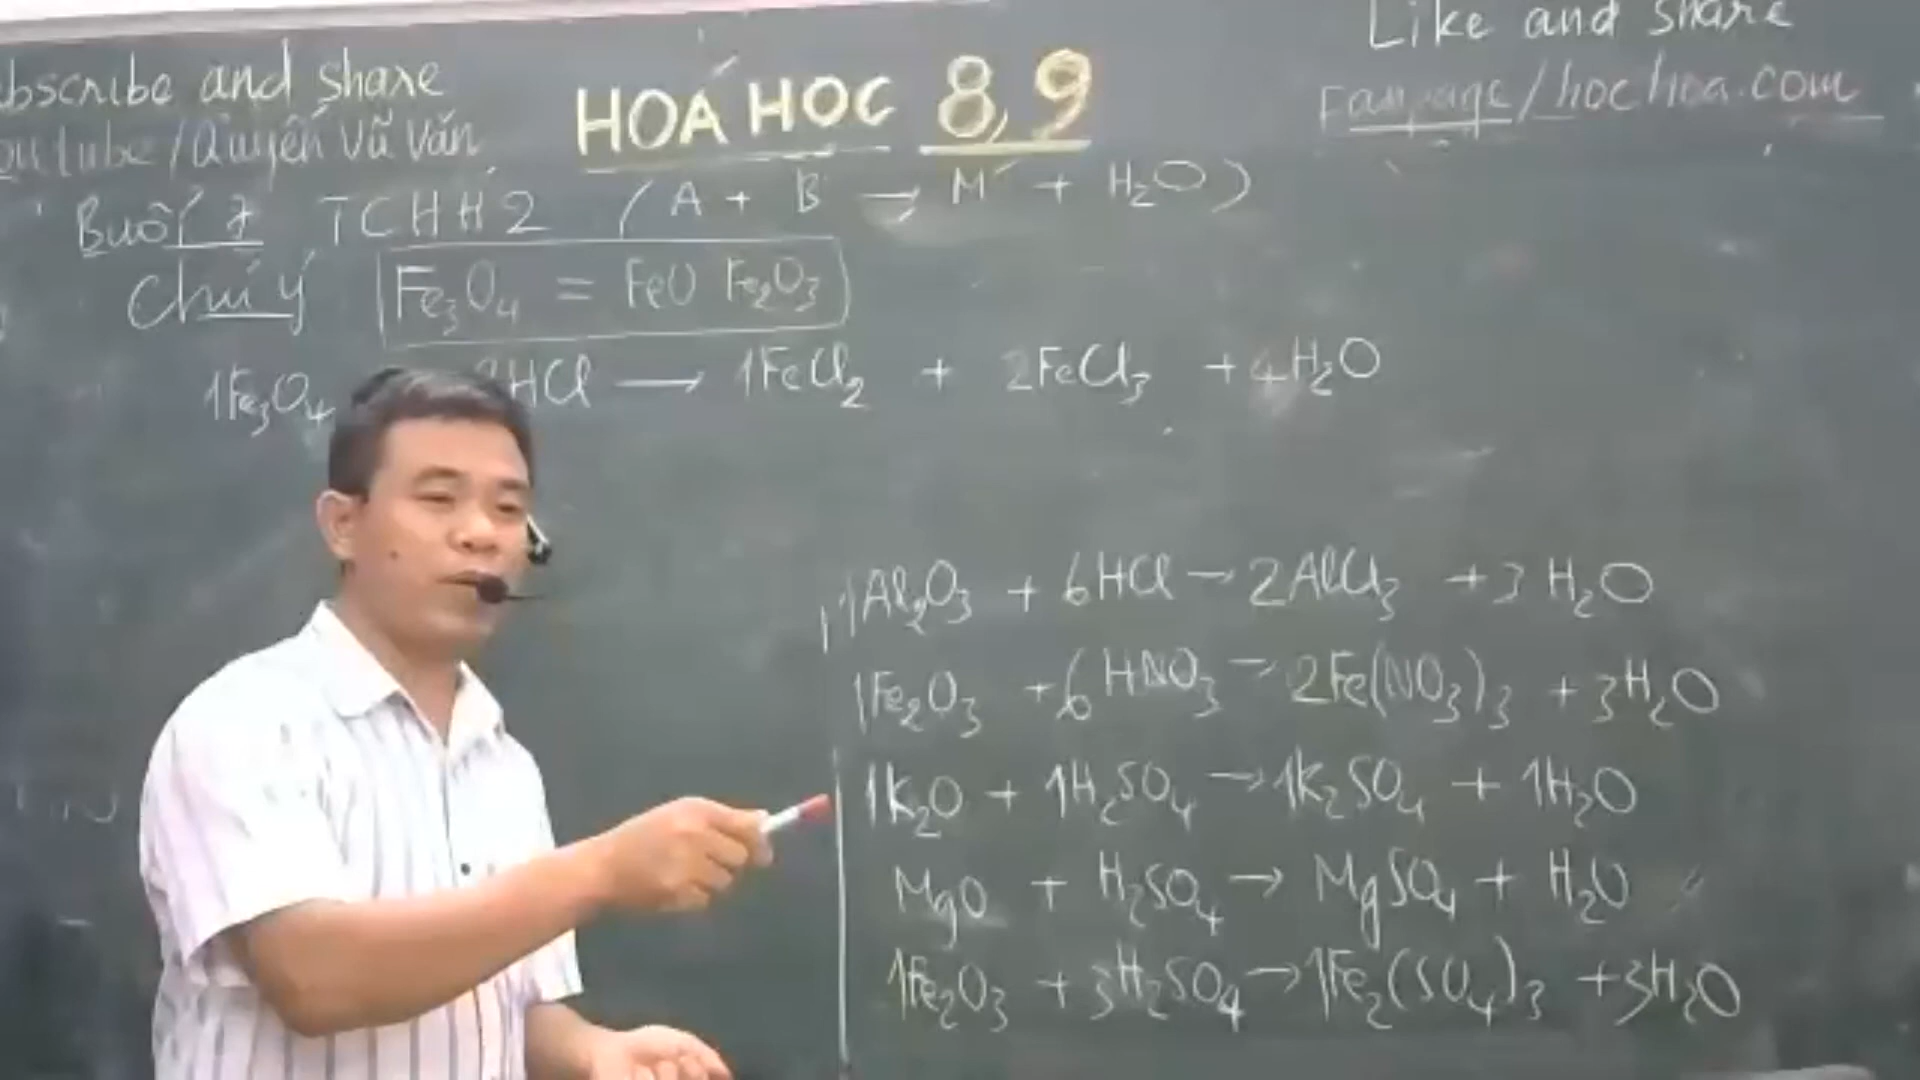 and share
HOÁ HỌC 8, 9
Like and share
/Quyến Vũ Văn
Fanpage/hochoa.com
Buổi 7 TCHH 2 (A + B → M + H₂O)
Chú ý Fe₃O₄ = FeO Fe₂O₃
1Fe₃O₄ HCl → 1FeCl₂ + 2FeCl₃ + 4H₂O
1Al₂O₃ + 6HCl → 2AlCl₃ + 3H₂O
1Fe₂O₃ + 6HNO₃ → 2Fe(NO₃)₃ + 3H₂O
1K₂O + 1H₂SO₄ → 1K₂SO₄ + 1H₂O
MgO + H₂SO₄ → MgSO₄ + H₂O
1Fe₂O₃ + 3H₂SO₄ → 1Fe₂(SO₄)₃ + 3H₂O